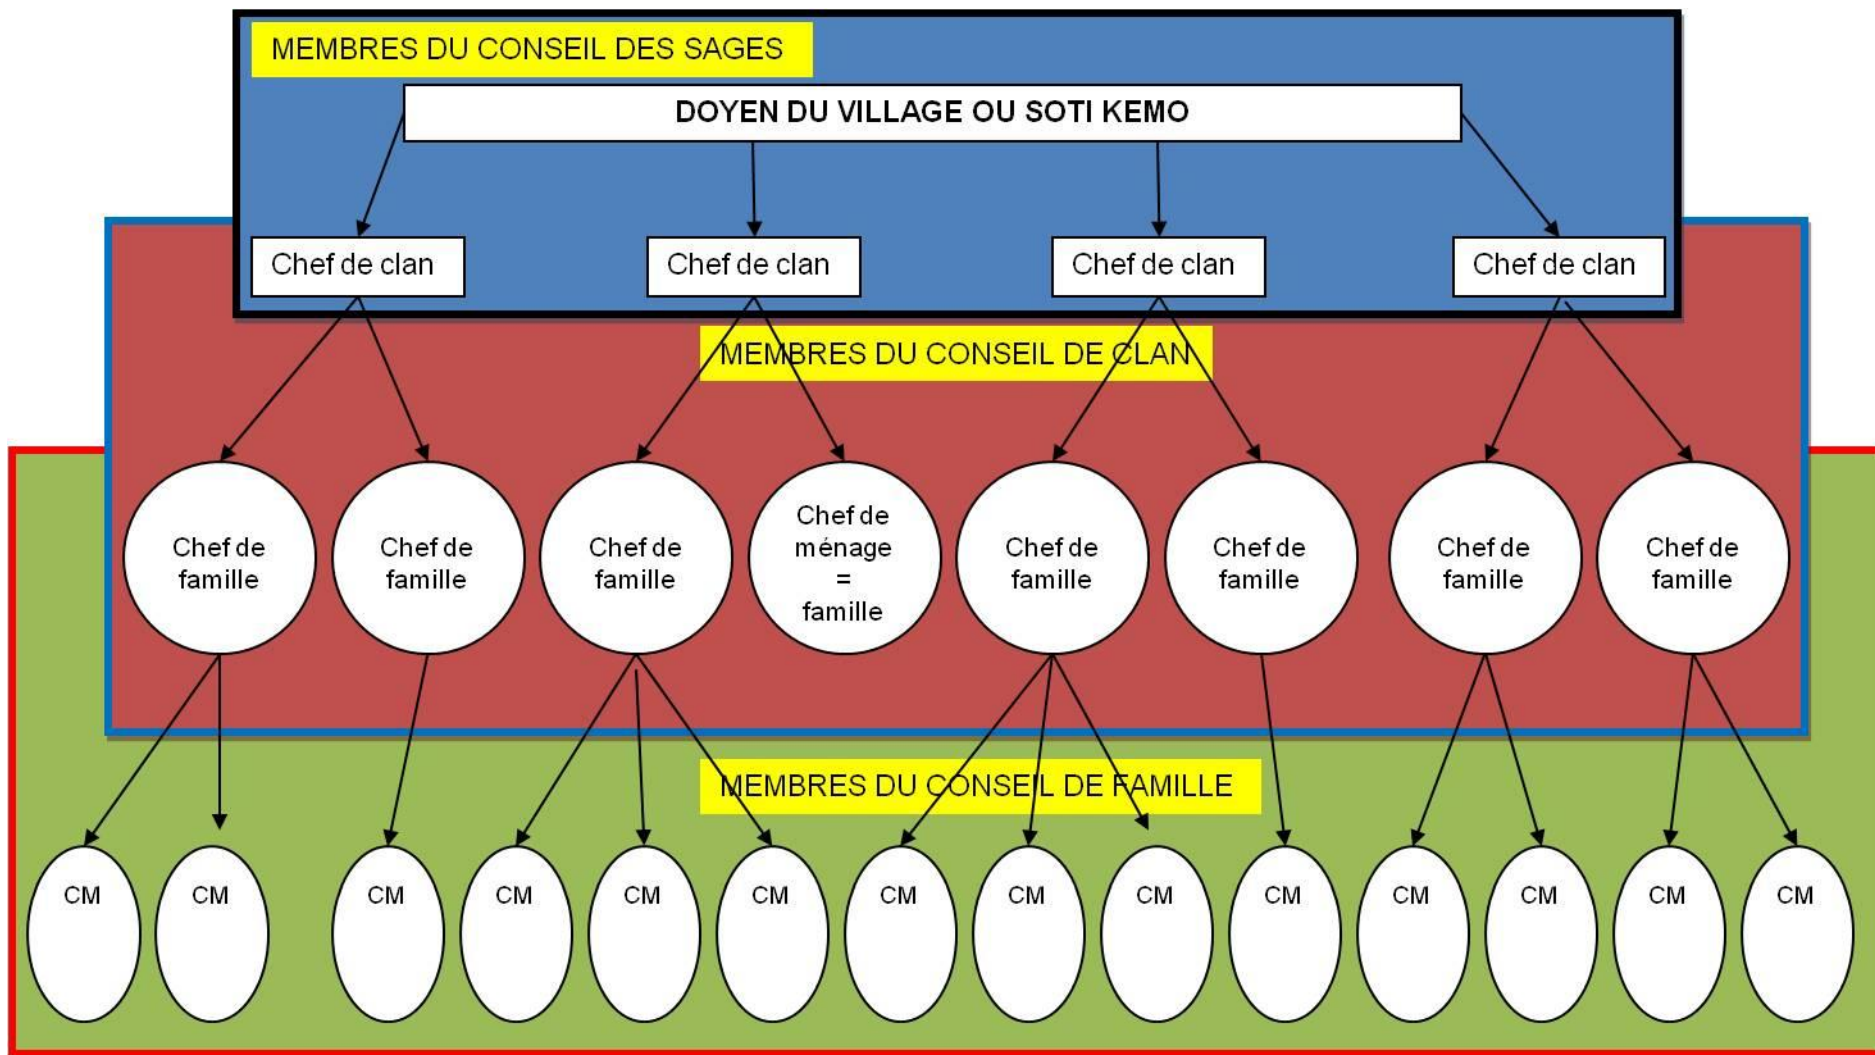 MEMBRES DU CONSEIL DES SAGES
DOYEN DU VILLAGE OU SOTI KEMO
Chef de clan
Chef de clan
Chef de clan
Chef de clan
MEMBRES DU CONSEIL DE CLAN
Chef de
famille
Chef de
famille
Chef de
famille
Chef de
ménage
=
famille
Chef de
famille
Chef de
famille
Chef de
famille
Chef de
famille
MEMBRES DU CONSEIL DE FAMILLE
CM
CM
CM
CM
CM
CM
CM
CM
CM
CM
CM
CM
CM
CM